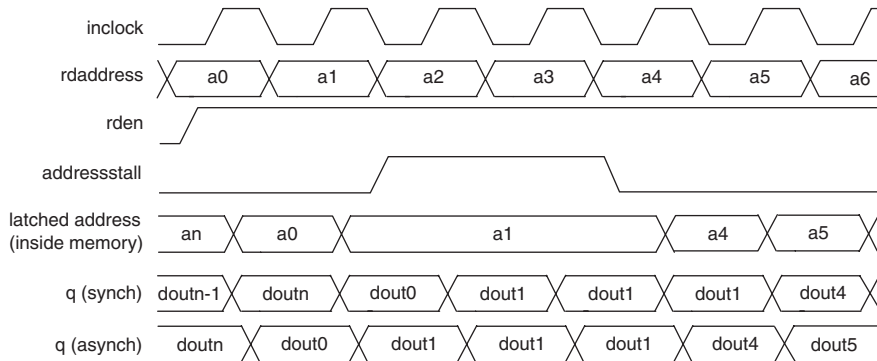 inclock
rdaddress a0 a1 a2 a3 a4 a5 a6
rden
addressstall
latched address
(inside memory) an a0 a1 a4 a5
q (synch) doutn-1 doutn dout0 dout1 dout1 dout1 dout4
q (asynch) doutn dout0 dout1 dout1 dout1 dout4 dout5